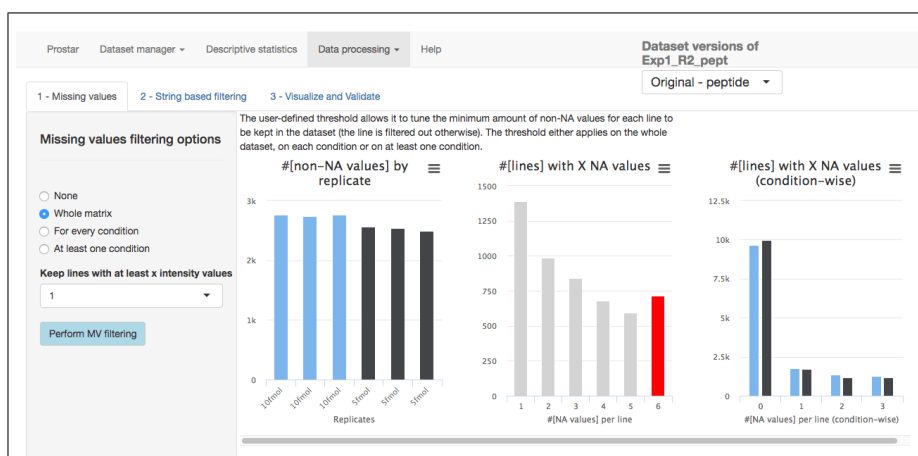 Prostar
Dataset manager
Descriptive statistics
Data processing
Help
Dataset versions of
Exp1_R2_pept
Original - peptide
1 - Missing values
2 - String based filtering
3 - Visualize and Validate
Missing values filtering options
None
Whole matrix
For every condition
At least one condition
Keep lines with at least x intensity values
1
Perform MV filtering
The user-defined threshold allows it to tune the minimum amount of non-NA values for each line to
be kept in the dataset (the line is filtered out otherwise). The threshold either applies on the whole
dataset, on each condition or on at least one condition.
#[non-NA values] by
replicate
3k
2k
1k
0
10fmol
10fmol
10fmol
5fmol
5fmol
5fmol
Replicates
#[lines] with X NA values
1500
1250
1000
750
500
250
0
1 2 3 4 5 6
#[NA values] per line
#[lines] with X NA values
(condition-wise)
12.5k
10k
7.5k
5k
2.5k
0
0 1 2 3
#[NA values] per line (condition-wise)